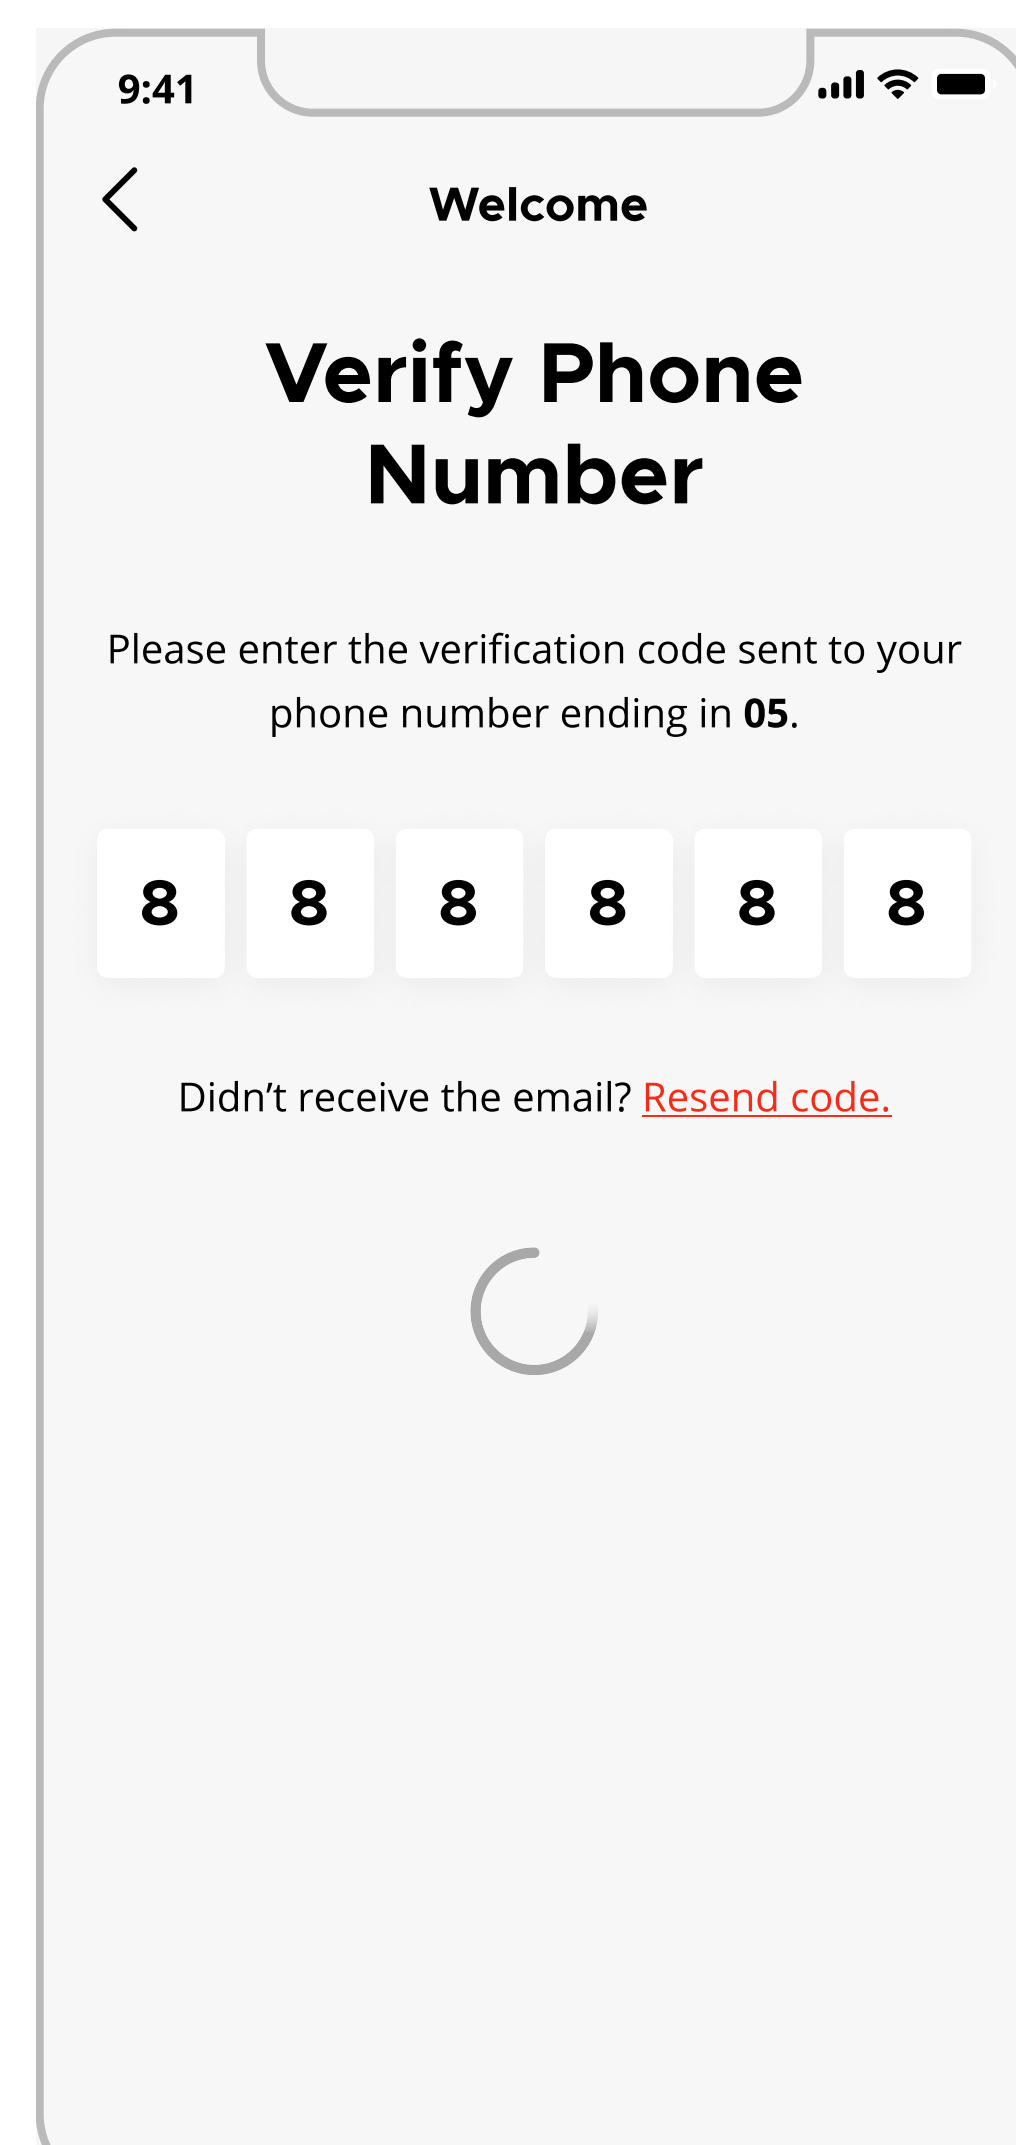 9:41
Welcome
Verify Phone
Number
Please enter the verification code sent to your
phone number ending in 05.
8 8 8 8 8 8
Didn’t receive the email? Resend code.